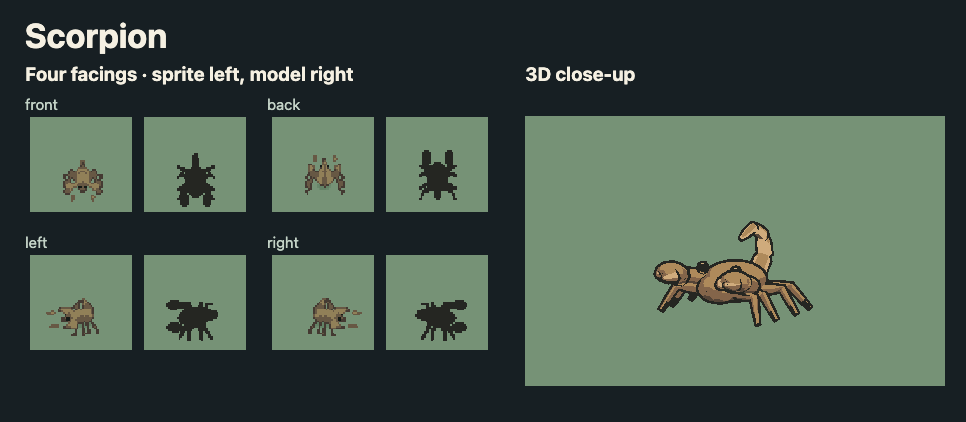 Scorpion
Four facings · sprite left, model right
3D close-up
front
back
left
right